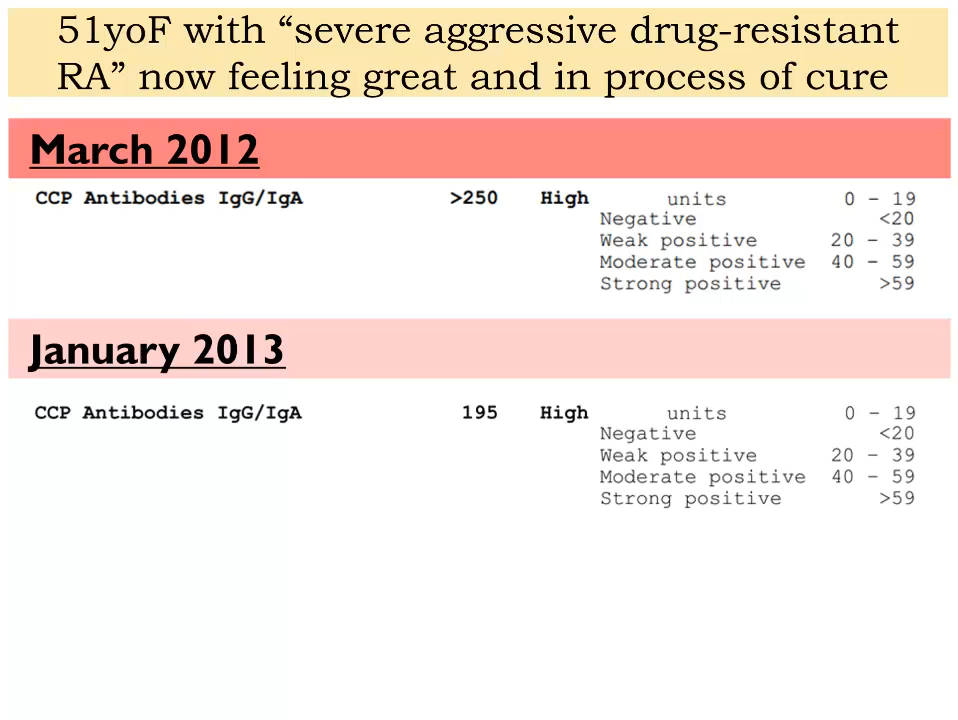 51yoF with “severe aggressive drug-resistant
RA” now feeling great and in process of cure
March 2012
CCP Antibodies IgG/IgA >250 High units 0 – 19
Negative <20
Weak positive 20 – 39
Moderate positive 40 – 59
Strong positive >59
January 2013
CCP Antibodies IgG/IgA 195 High units 0 – 19
Negative <20
Weak positive 20 – 39
Moderate positive 40 – 59
Strong positive >59